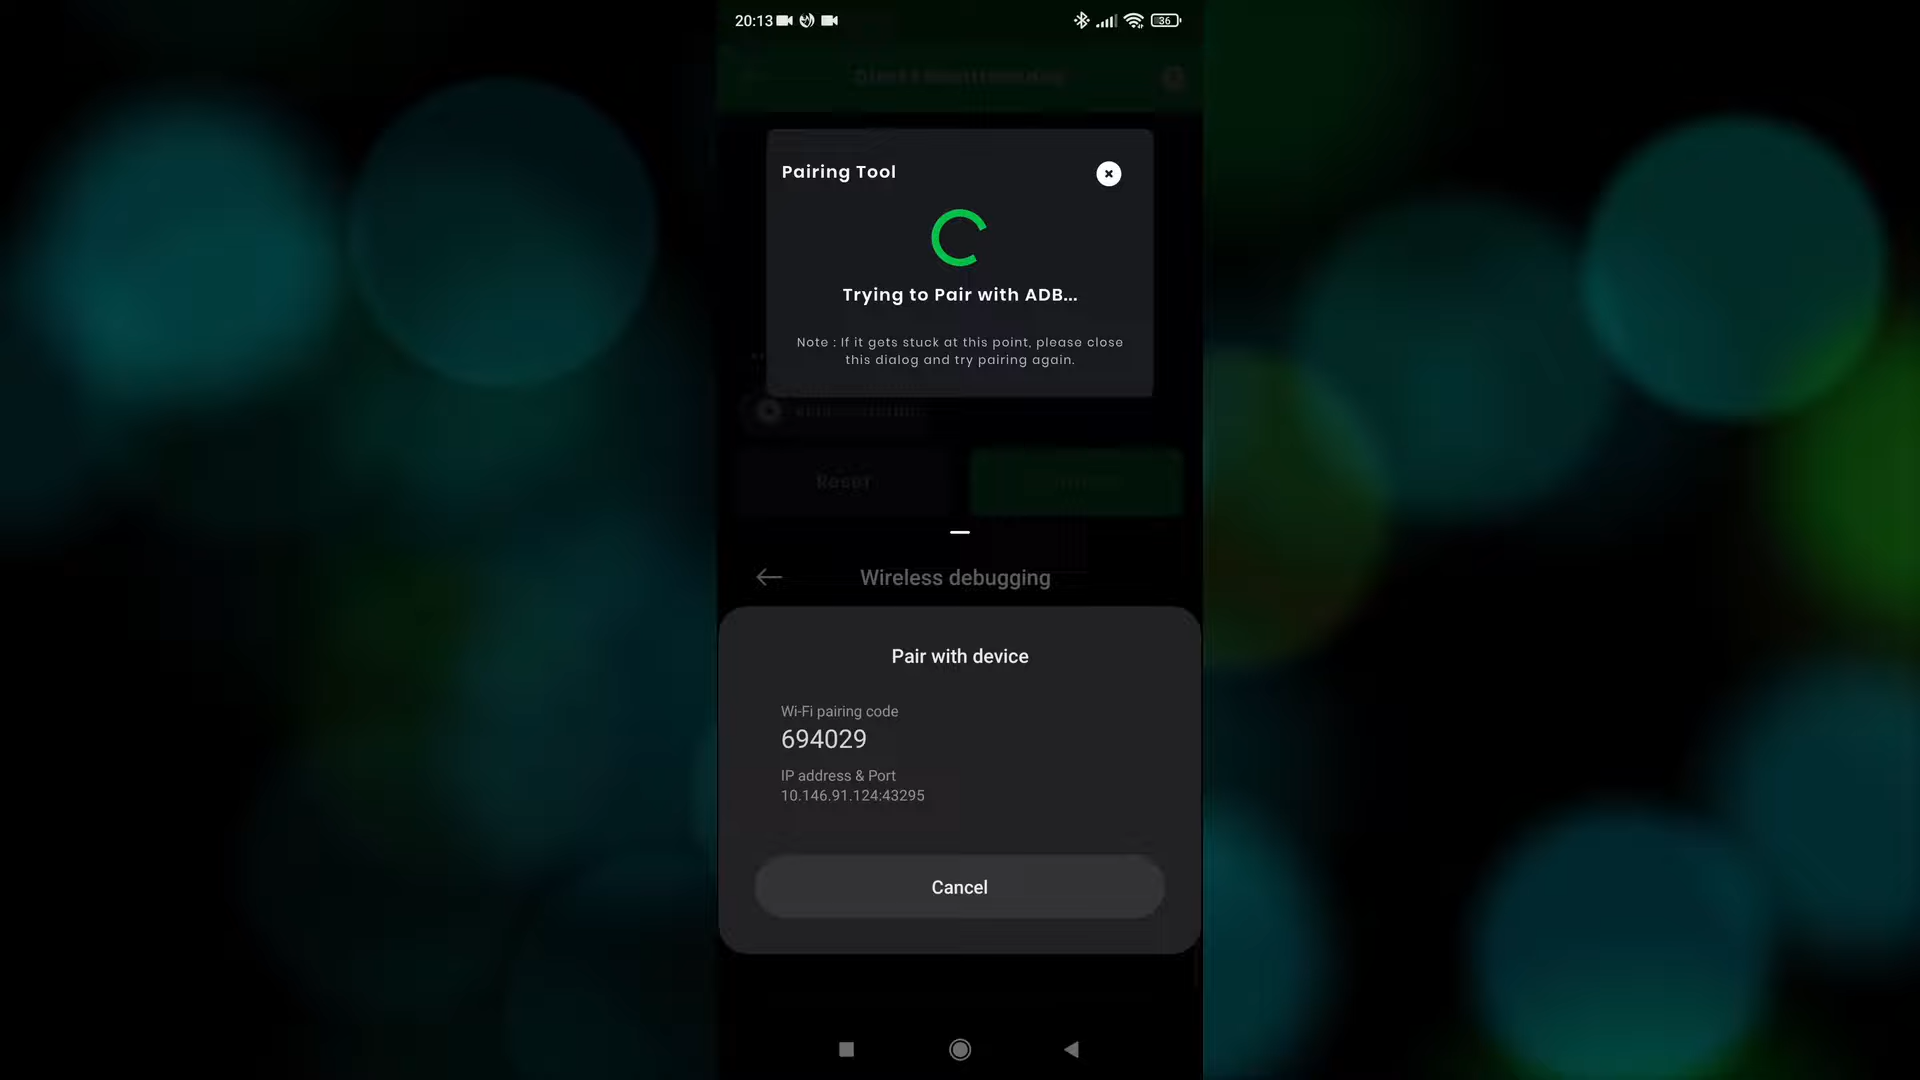 20:13
36
Pairing Tool
Trying to Pair with ADB...
Note : If it gets stuck at this point, please close
this dialog and try pairing again.
Reset
Wireless debugging
Pair with device
Wi-Fi pairing code
694029
IP address & Port
10.146.91.124:43295
Cancel